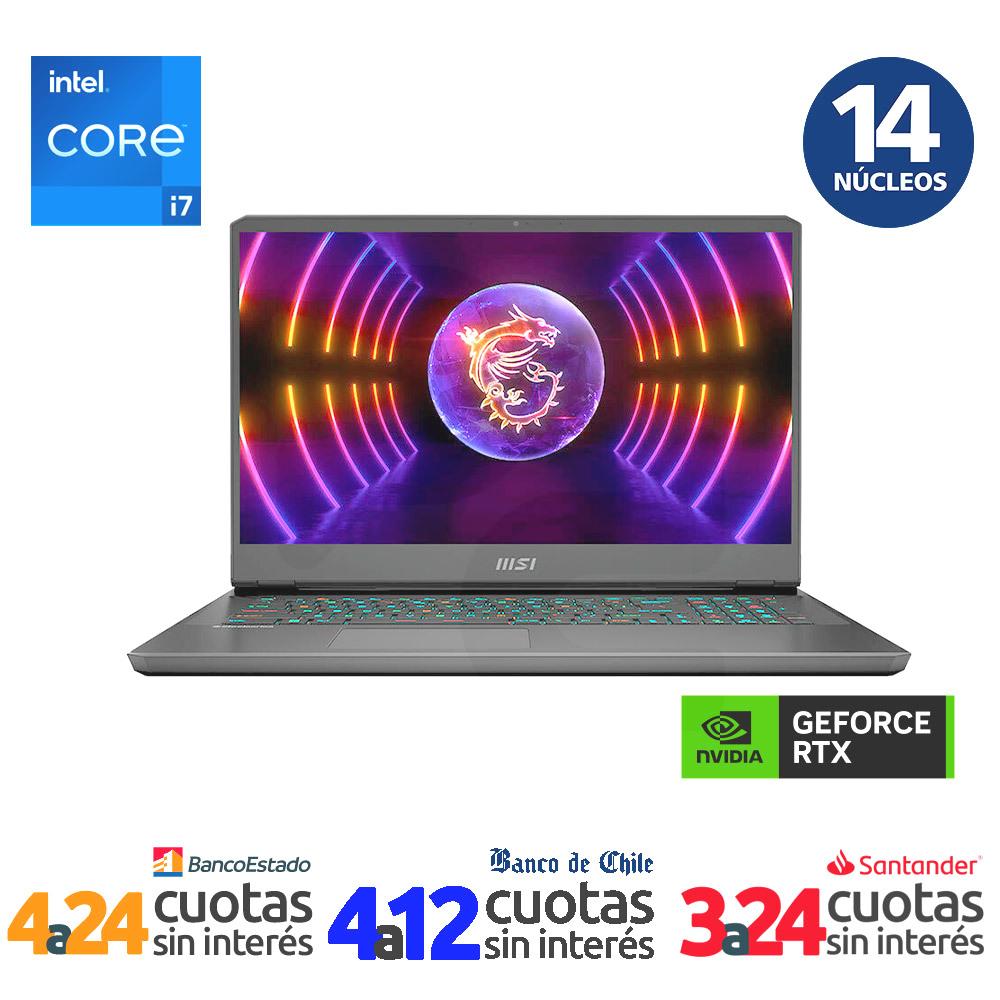 intel.
CORE
i7
14
NÚCLEOS
msi
NVIDIA
GEFORCE
RTX
BancoEstado
4a24 cuotas
sin interés
Banco de Chile
4a12 cuotas
sin interés
Santander
3a24 cuotas
sin interés